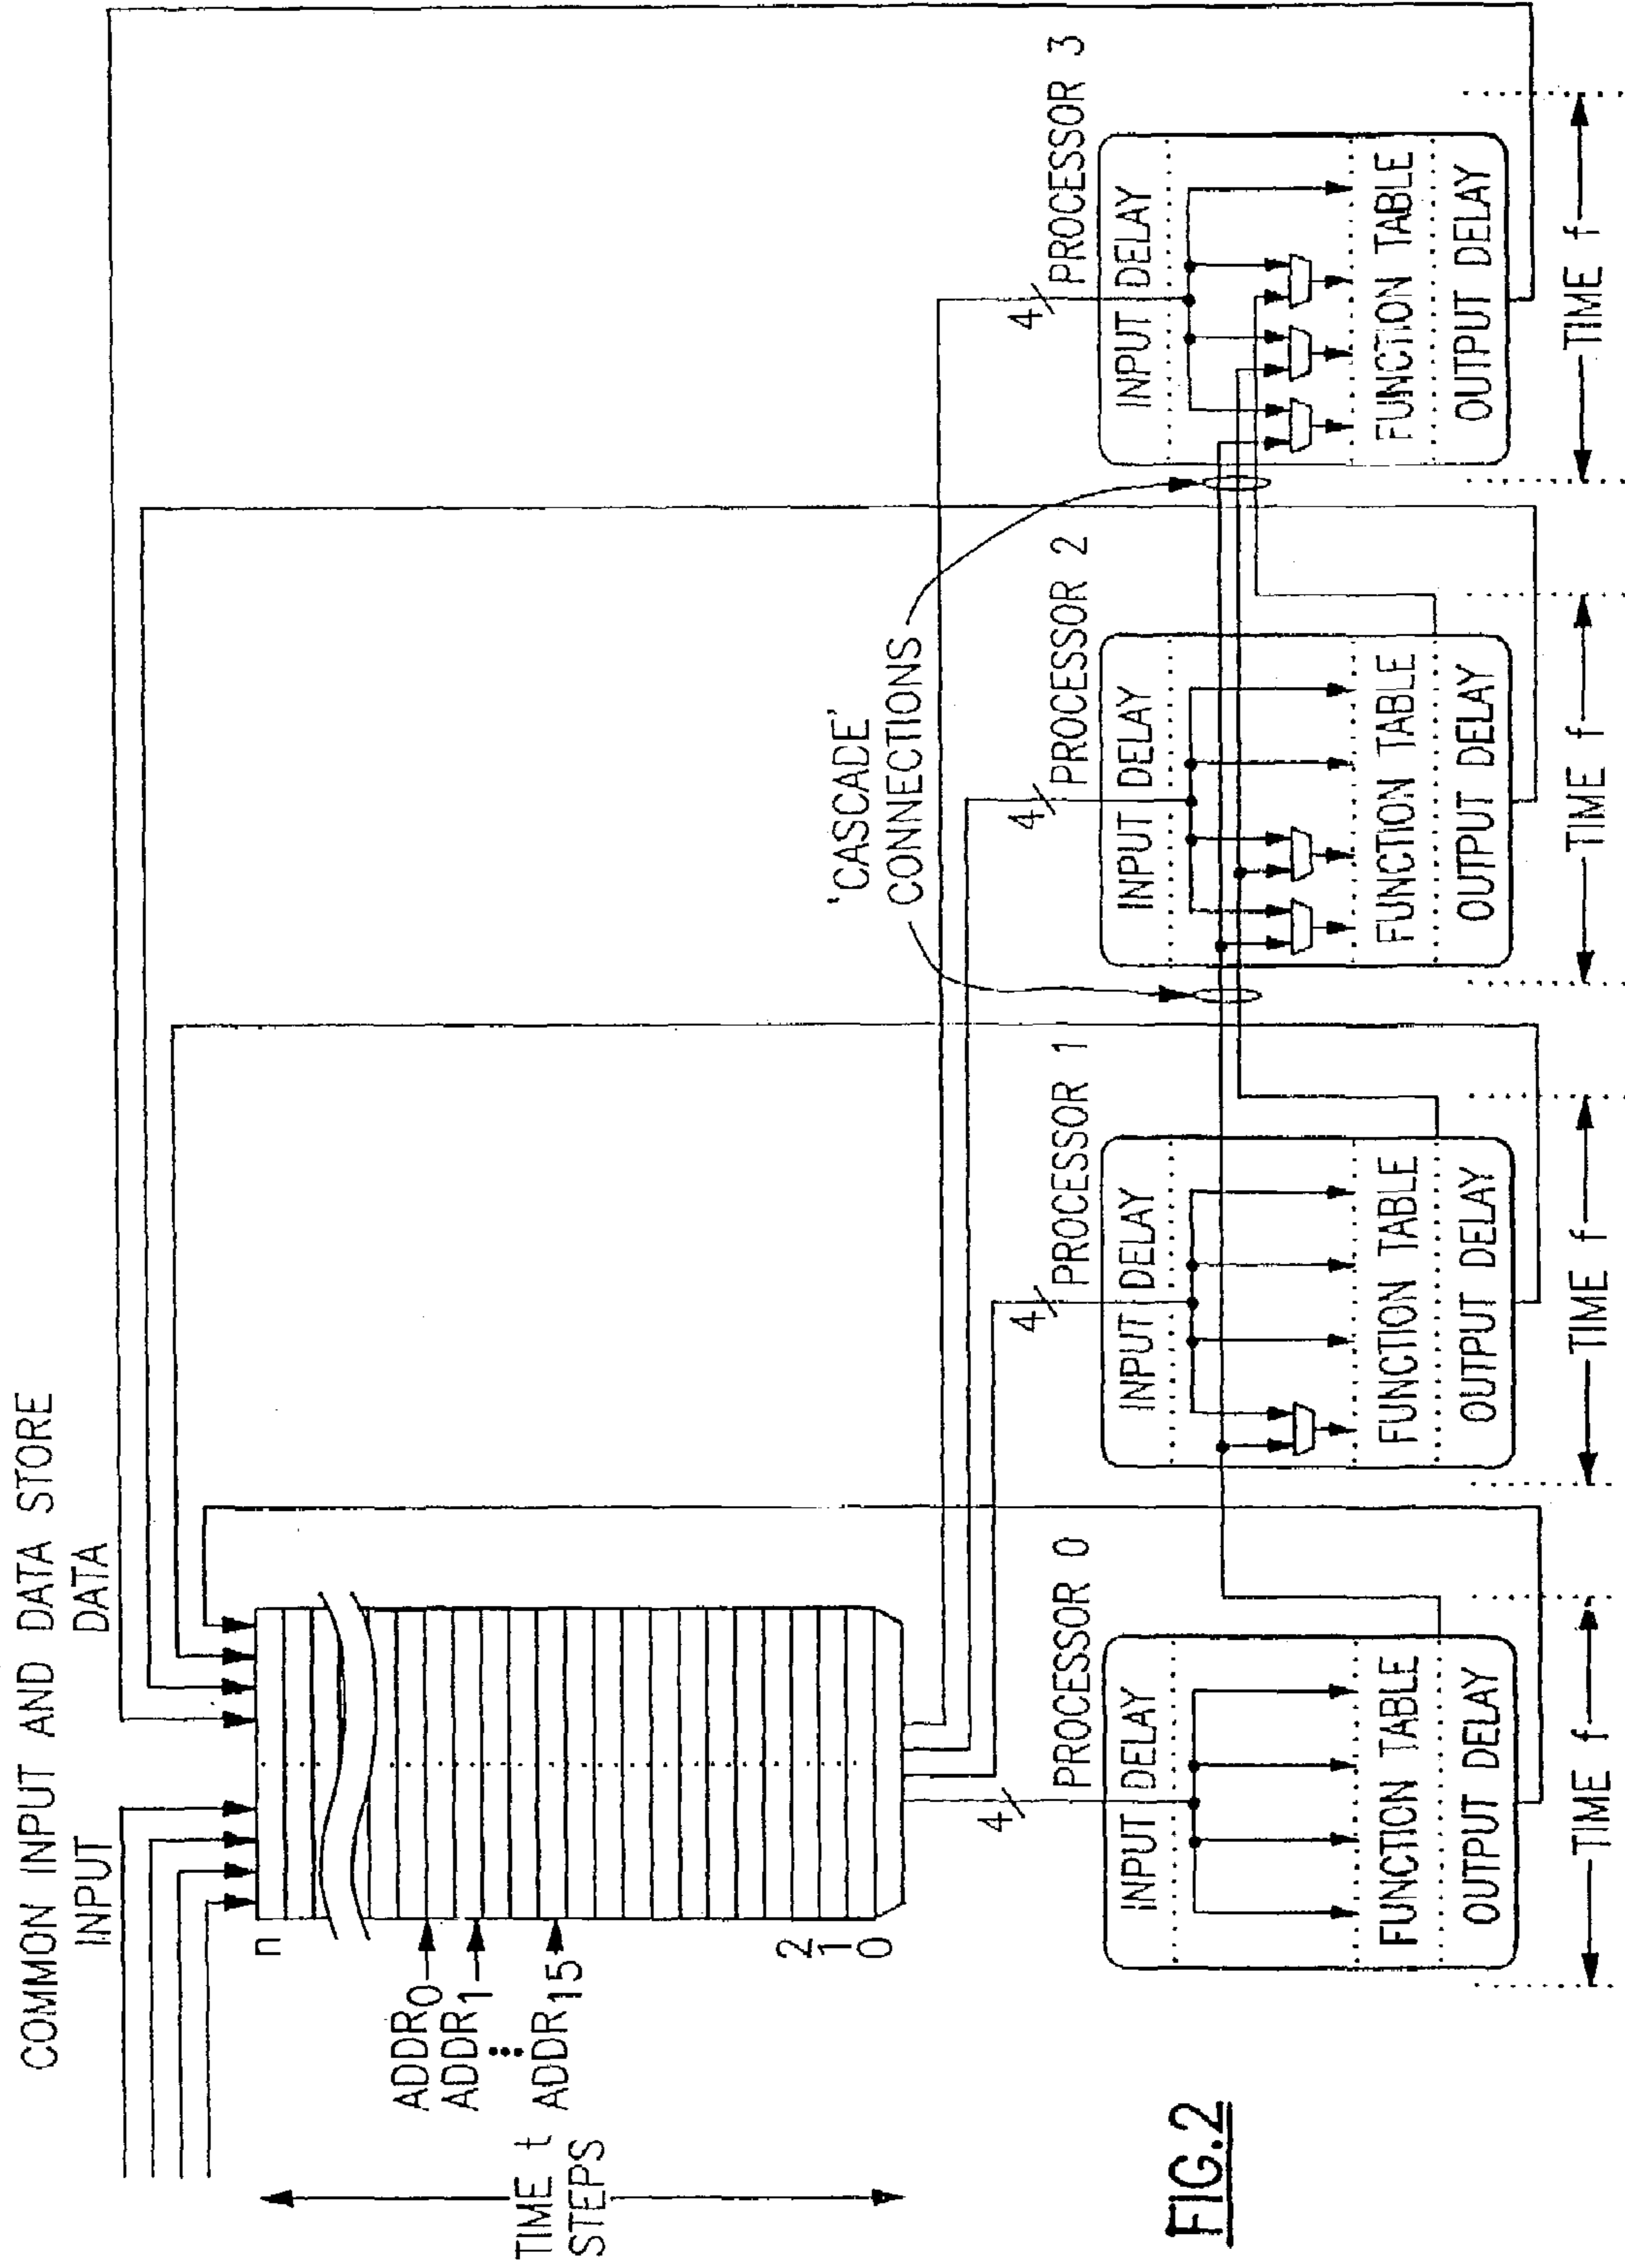 COMMON INPUT AND DATA STORE
INPUT
DATA
n
ADDR0
ADDR1
ADDR15
2
1
0
TIME t
STEPS
'CASCADE'
CONNECTIONS
4
PROCESSOR 0
INPUT DELAY
FUNCTION TABLE
OUTPUT DELAY
TIME f
4
PROCESSOR 1
INPUT DELAY
FUNCTION TABLE
OUTPUT DELAY
TIME f
4
PROCESSOR 2
INPUT DELAY
FUNCTION TABLE
OUTPUT DELAY
TIME f
4
PROCESSOR 3
INPUT DELAY
FUNCTION TABLE
OUTPUT DELAY
TIME f
FIG.2